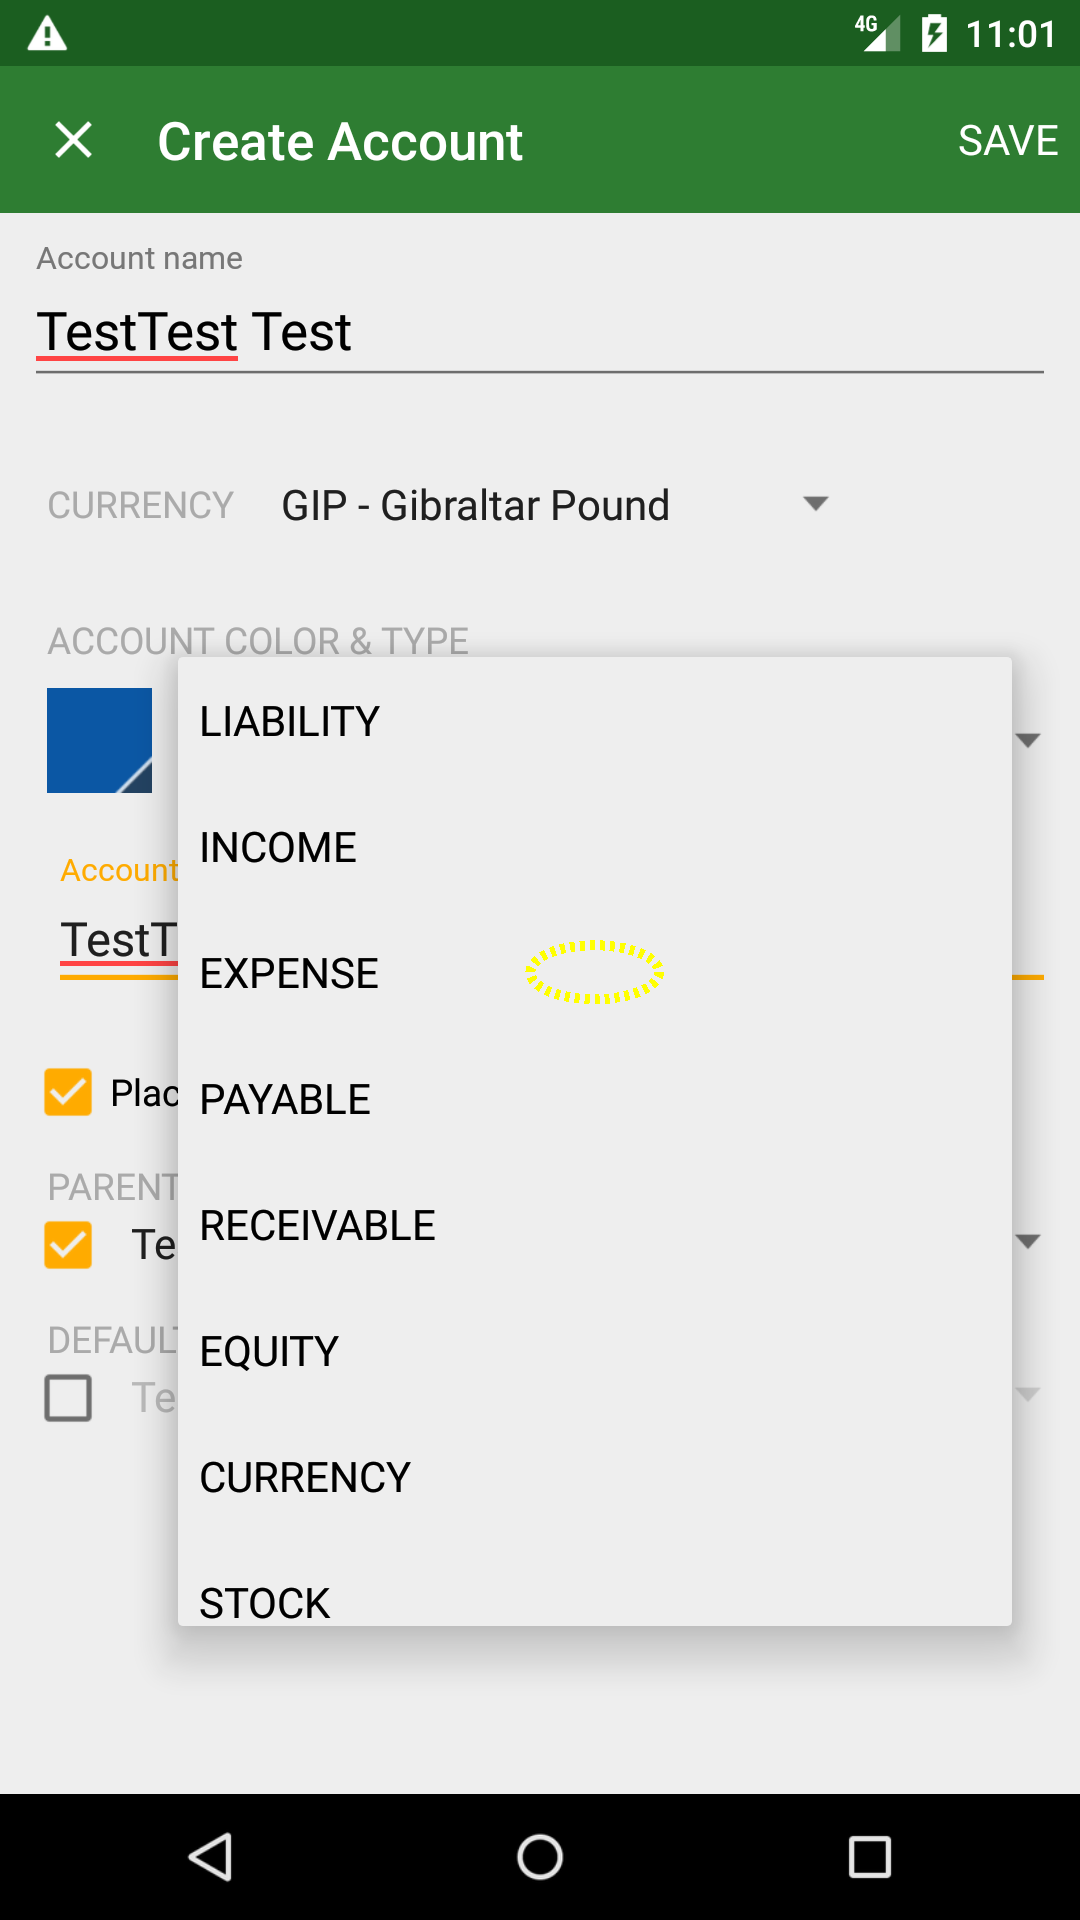 4G 11:01
Create Account SAVE
Account name
TestTest Test
CURRENCY GIP - Gibraltar Pound
ACCOUNT COLOR & TYPE
LIABILITY
INCOME
Account
TestT
EXPENSE
Plac
PAYABLE
PARENT
RECEIVABLE
Te
DEFAULT
EQUITY
Te
CURRENCY
STOCK